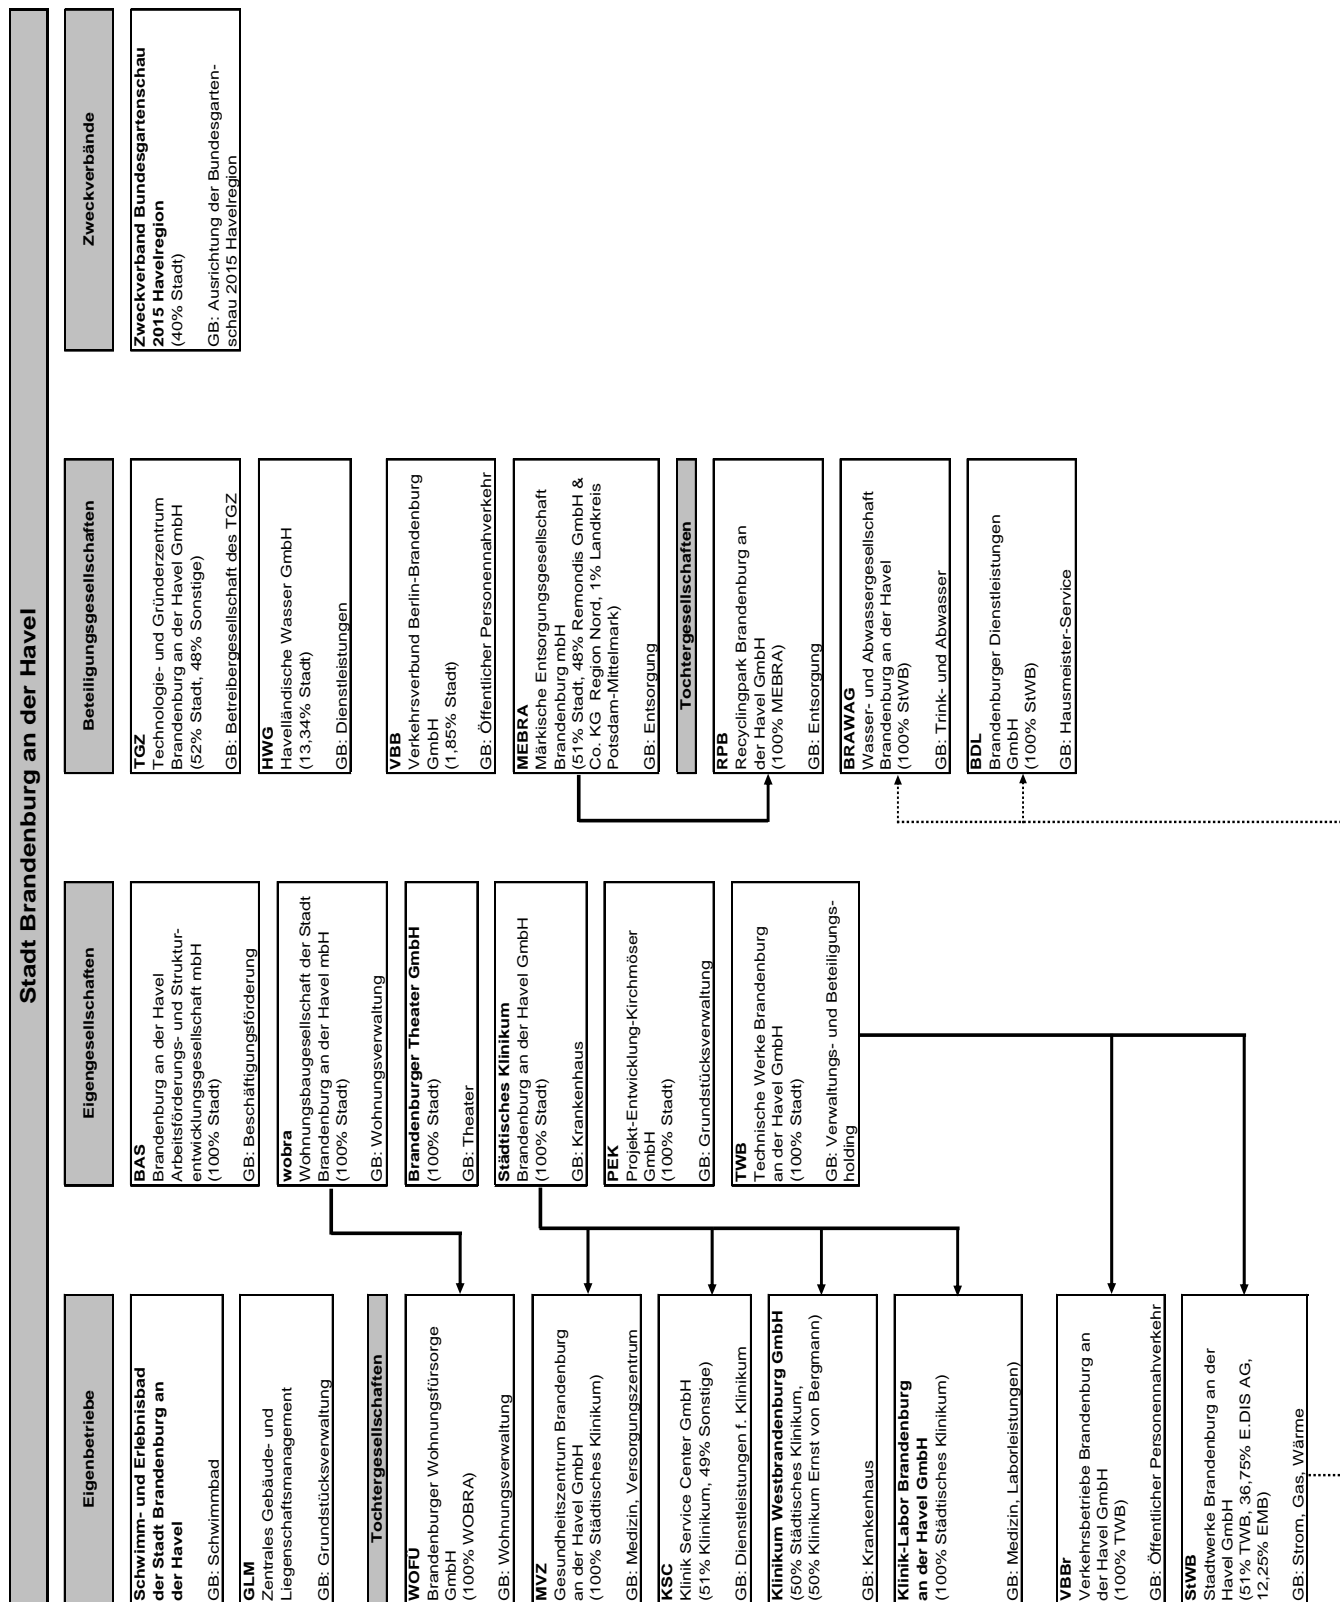 Stadt Brandenburg an der Havel
Eigenbetriebe
Schwimm- und Erlebnisbad
der Stadt Brandenburg an
der Havel
GB: Schwimmbad
GLM
Zentrales Gebäude- und
Liegenschaftsmanagement
GB: Grundstücksverwaltung
Tochtergesellschaften
WOFÜ
Brandenburger Wohnungsfürsorge
GmbH
(100% WOBRA)
GB: Wohnungsverwaltung
MVZ
Gesundheitszentrum Brandenburg
an der Havel GmbH
(100% Städtisches Klinikum)
GB: Medizin, Versorgungszentrum
KSC
Klinik Service Center GmbH
(51% Klinikum, 49% Sonstige)
GB: Dienstleistungen f. Klinikum
Klinikum Westbrandenburg GmbH
(50% Städtisches Klinikum,
(50% Klinikum Ernst von Bergmann)
GB: Krankenhaus
Klinik-Labor Brandenburg
an der Havel GmbH
(100% Städtisches Klinikum)
GB: Medizin, Laborleistungen)
VBBr
Verkehrsbetriebe Brandenburg an
der Havel GmbH
(100% TWB)
GB: Öffentlicher Personennahverkehr
StWB
Stadtwerke Brandenburg an der
Havel GmbH
(51% TWB, 36,75% E.DIS AG,
12,25% EMB)
GB: Strom, Gas, Wärme
Eigengesellschaften
BAS
Brandenburg an der Havel
Arbeitsförderungs- und Struktur-
entwicklungsgesellschaft mbH
(100% Stadt)
GB: Beschäftigungsförderung
wobra
Wohnungsbaugesellschaft der Stadt
Brandenburg an der Havel mbH
(100% Stadt)
GB: Wohnungsverwaltung
Brandenburger Theater GmbH
(100% Stadt)
GB: Theater
Städtisches Klinikum
Brandenburg an der Havel GmbH
(100% Stadt)
GB: Krankenhaus
PEK
Projekt-Entwicklung-Kirchmöser
GmbH
(100% Stadt)
GB: Grundstücksverwaltung
TWB
Technische Werke Brandenburg
an der Havel GmbH
(100% Stadt)
GB: Verwaltungs- und Beteiligungs-
holding
Beteiligungsgesellschaften
TGZ
Technologie- und Gründerzentrum
Brandenburg an der Havel GmbH
(52% Stadt, 48% Sonstige)
GB: Betreibergesellschaft des TGZ
HWG
Havelländische Wasser GmbH
(13,34% Stadt)
GB: Dienstleistungen
VBB
Verkehrsverbund Berlin-Brandenburg
GmbH
(1,85% Stadt)
GB: Öffentlicher Personennahverkehr
MEBRA
Märkische Entsorgungsgesellschaft
Brandenburg mbH
(51% Stadt, 48% Remondis GmbH &
Co. KG Region Nord, 1% Landkreis
Potsdam-Mittelmark)
GB: Entsorgung
Tochtergesellschaften
RPB
Recyclingpark Brandenburg an
der Havel GmbH
(100% MEBRA)
GB: Entsorgung
BRAWAG
Wasser- und Abwassergesellschaft
Brandenburg an der Havel
(100% StWB)
GB: Trink- und Abwasser
BDL
Brandenburger Dienstleistungen
GmbH
(100% StWB)
GB: Hausmeister-Service
Zweckverbände
Zweckverband Bundesgartenschau
2015 Havelregion
(40% Stadt)
GB: Ausrichtung der Bundesgarten-
schau 2015 Havelregion